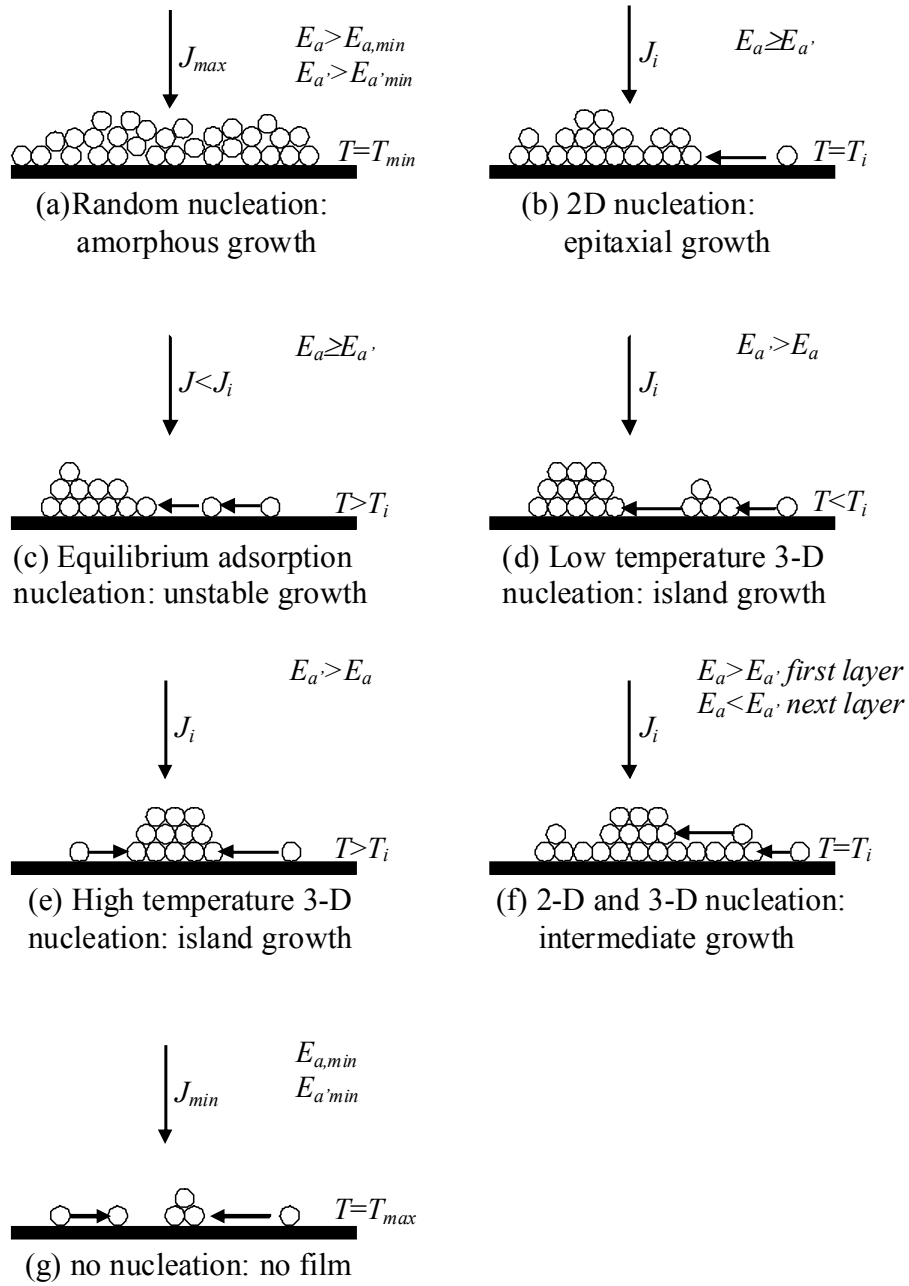 J_max
E_a>E_a,min
E_a'>E_a'min
T=T_min
(a)Random nucleation:
amorphous growth
J_i
E_a≥E_a'
T=T_i
(b) 2D nucleation:
epitaxial growth
J<J_i
E_a≥E_a'
T>T_i
(c) Equilibrium adsorption
nucleation: unstable growth
J_i
E_a'>E_a
T<T_i
(d) Low temperature 3-D
nucleation: island growth
J_i
E_a'>E_a
T>T_i
(e) High temperature 3-D
nucleation: island growth
J_i
E_a>E_a' first layer
E_a<E_a' next layer
T=T_i
(f) 2-D and 3-D nucleation:
intermediate growth
J_min
E_a,min
E_a'min
T=T_max
(g) no nucleation: no film